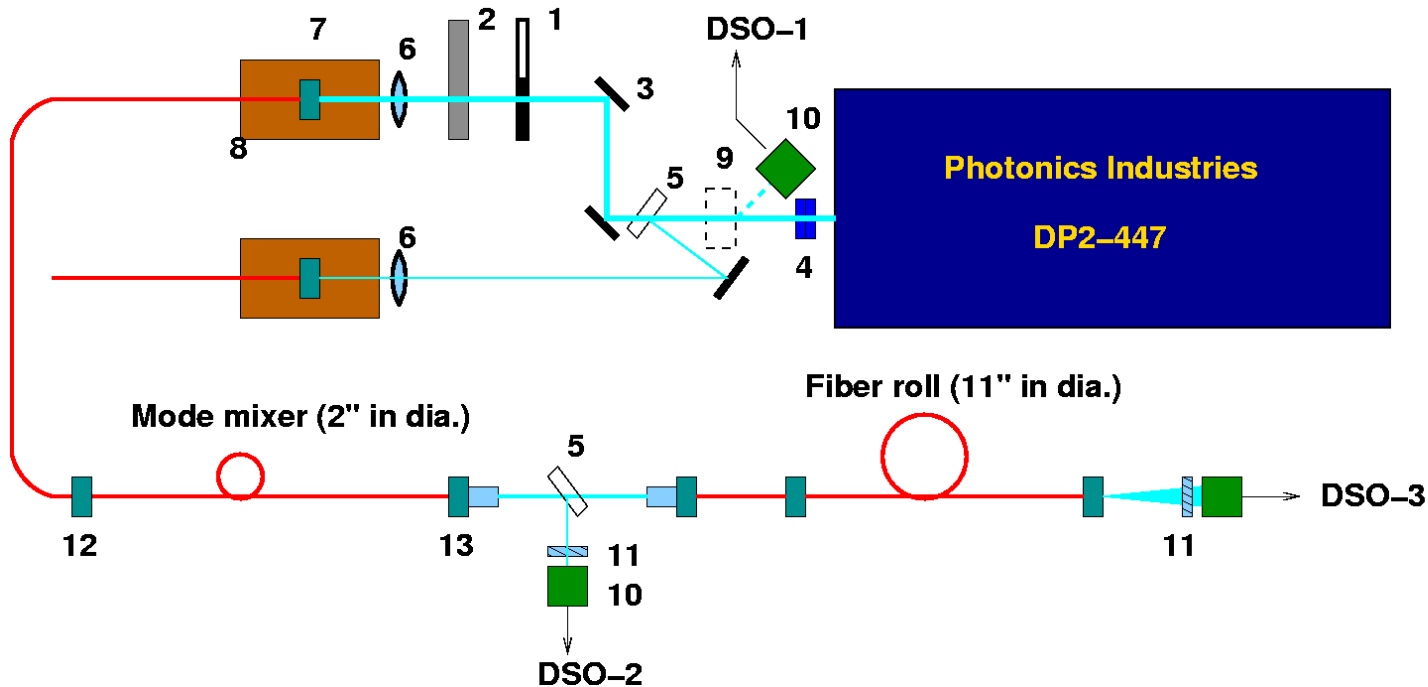 DSO–1
7
6
2
1
3
10
9
5
8
Photonics Industries
DP2–447
4
6
Fiber roll (11" in dia.)
Mode mixer (2" in dia.)
5
DSO–3
12
13
11
11
10
DSO–2